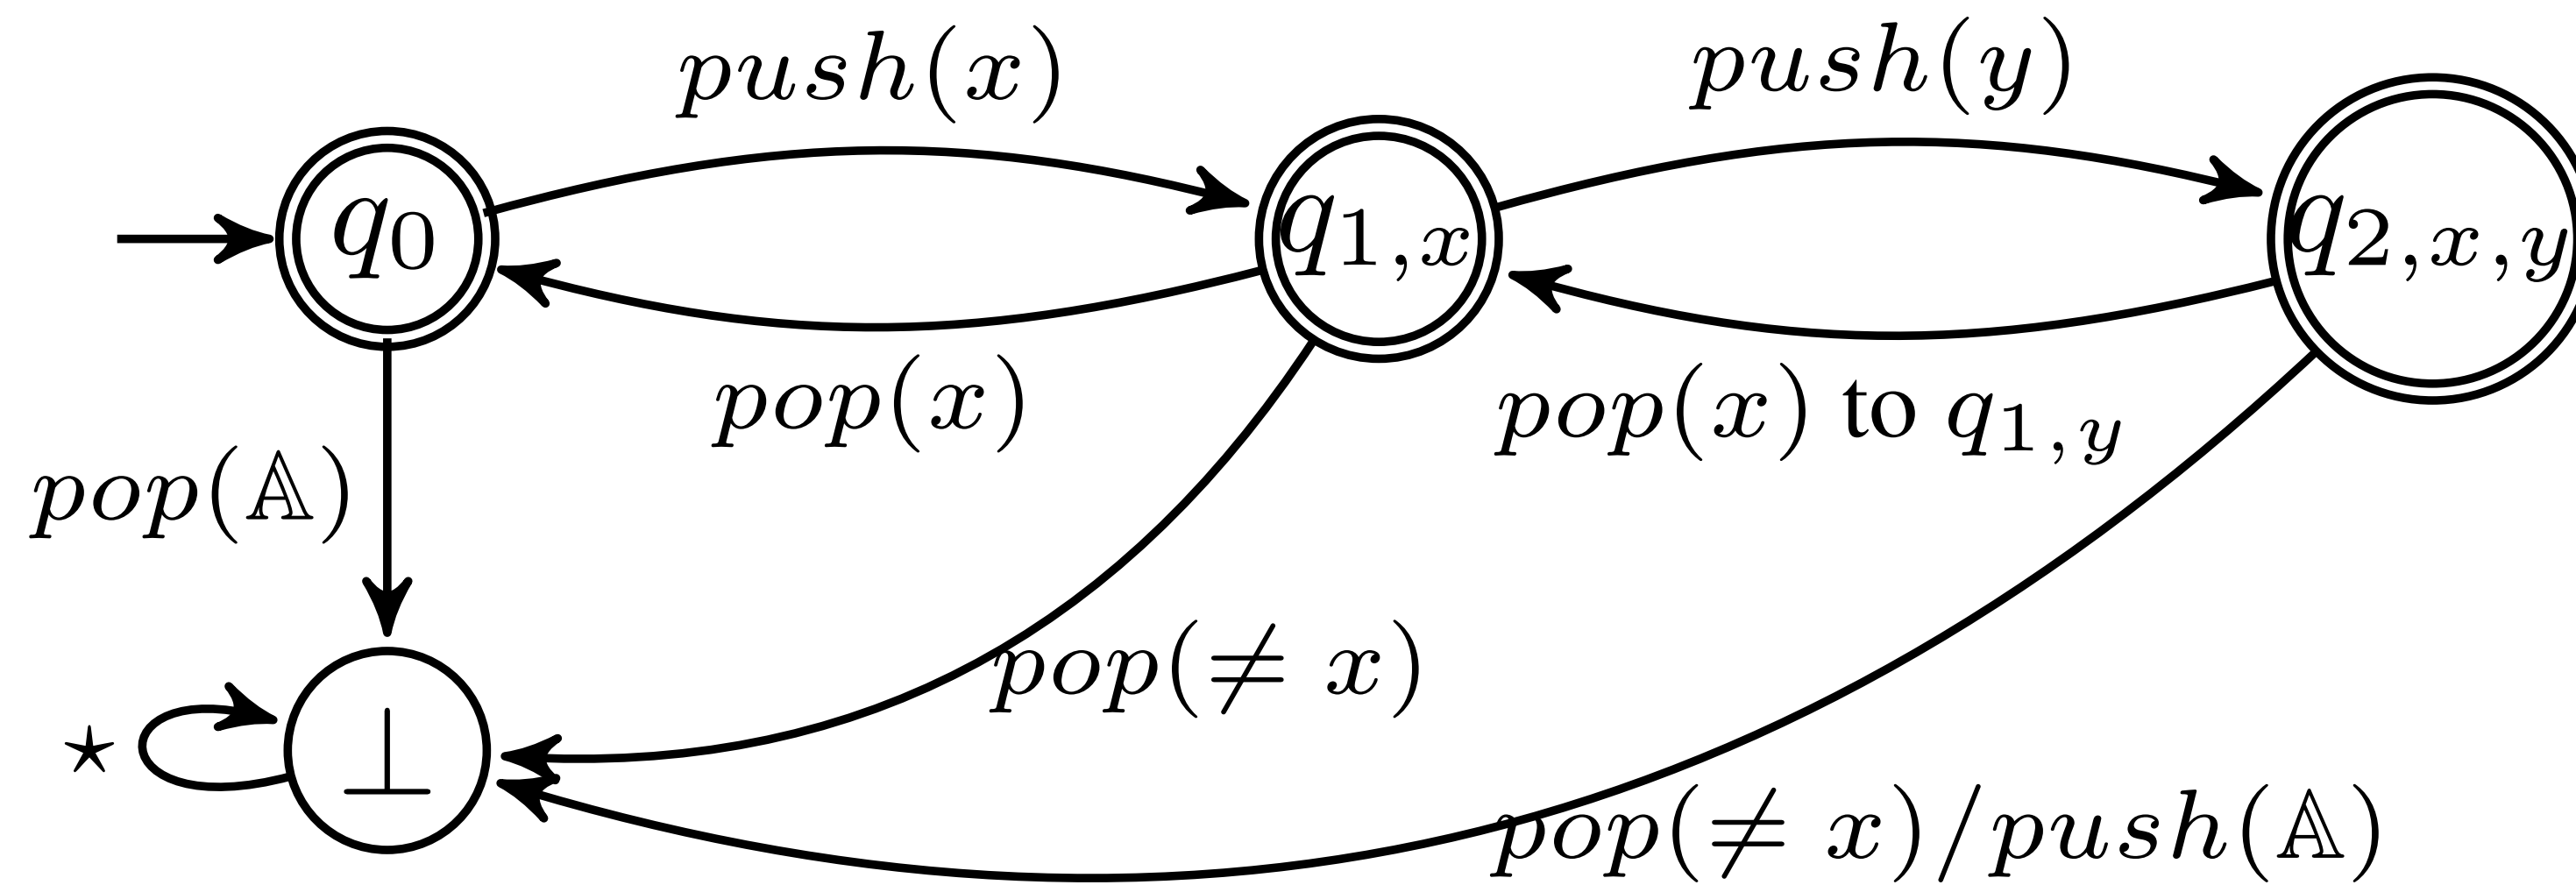 push(x)
push(y)
q₀
q₁,ₓ
q₂,ₓ,ᵧ
pop(x)
pop(x) to q₁,ᵧ
pop(𝔸)
pop(≠ x)
⋆
⊥
pop(≠ x)/push(𝔸)